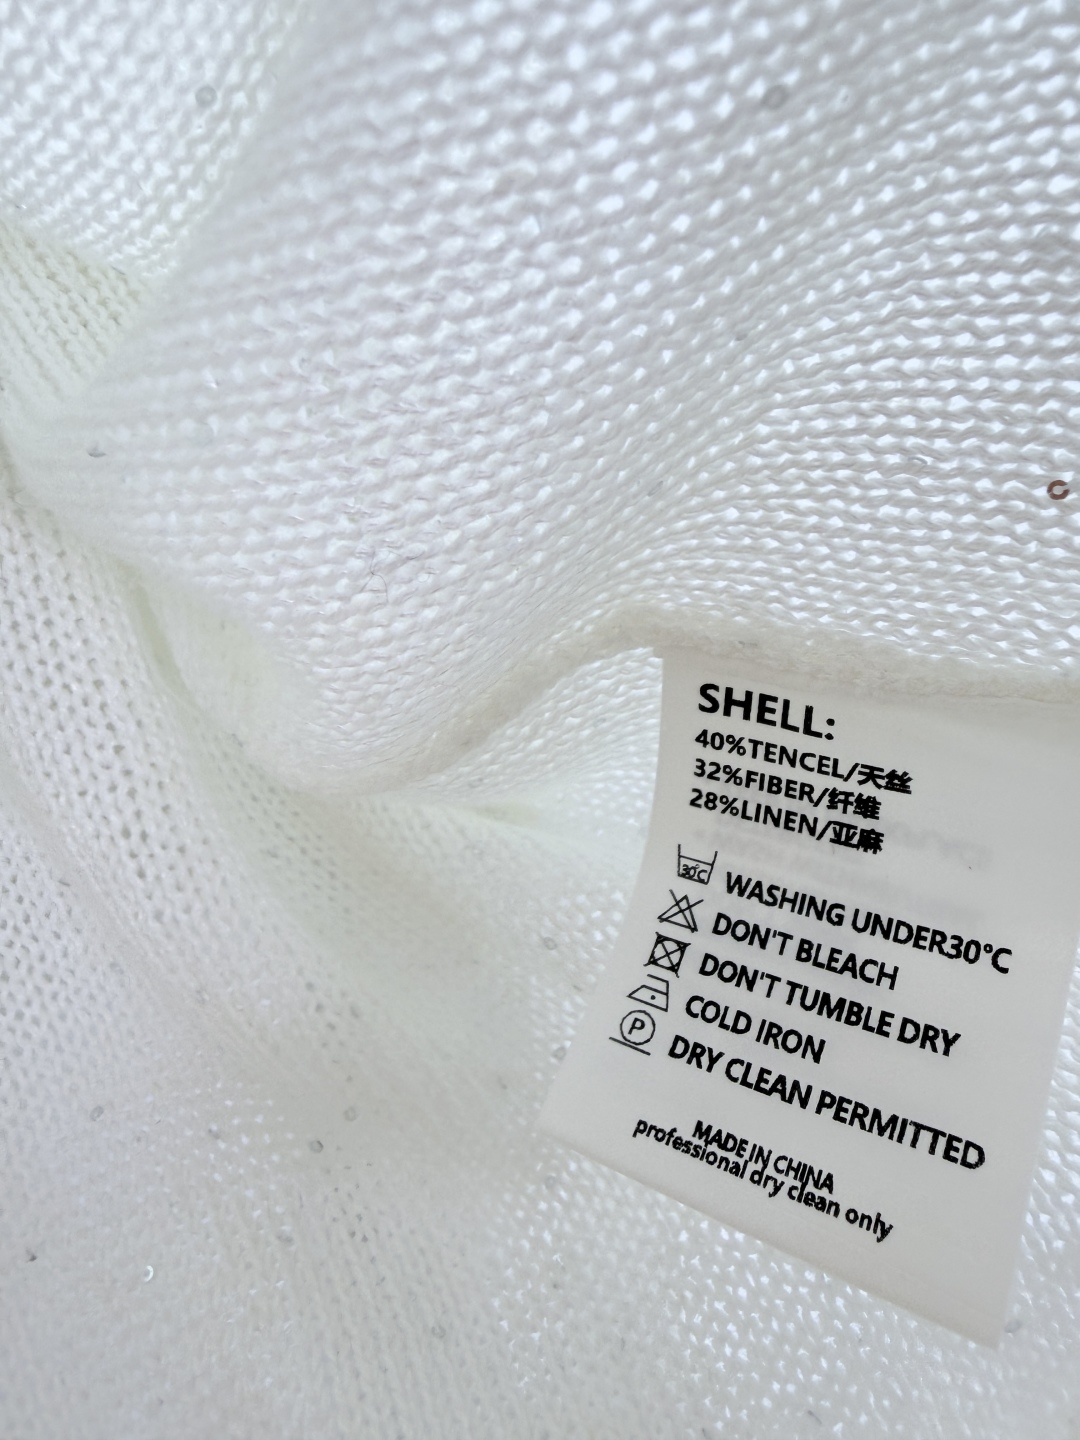 SHELL:
40%TENCEL/天丝
32%FIBER/纤维
28%LINEN/亚麻
30°C WASHING UNDER30°C
DON'T BLEACH
DON'T TUMBLE DRY
COLD IRON
P DRY CLEAN PERMITTED
MADE IN CHINA
professional dry clean only